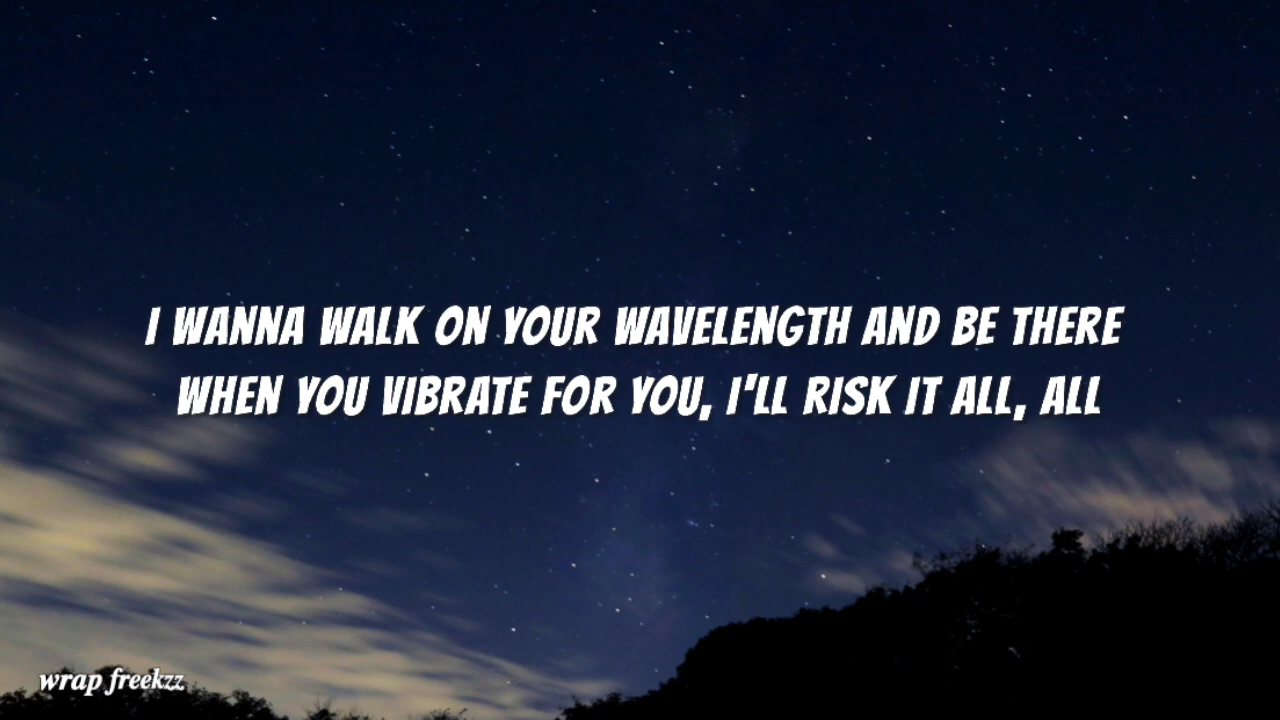 I WANNA WALK ON YOUR WAVELENGTH AND BE THERE
WHEN YOU VIBRATE FOR YOU, I'LL RISK IT ALL, ALL
wrap freekzz